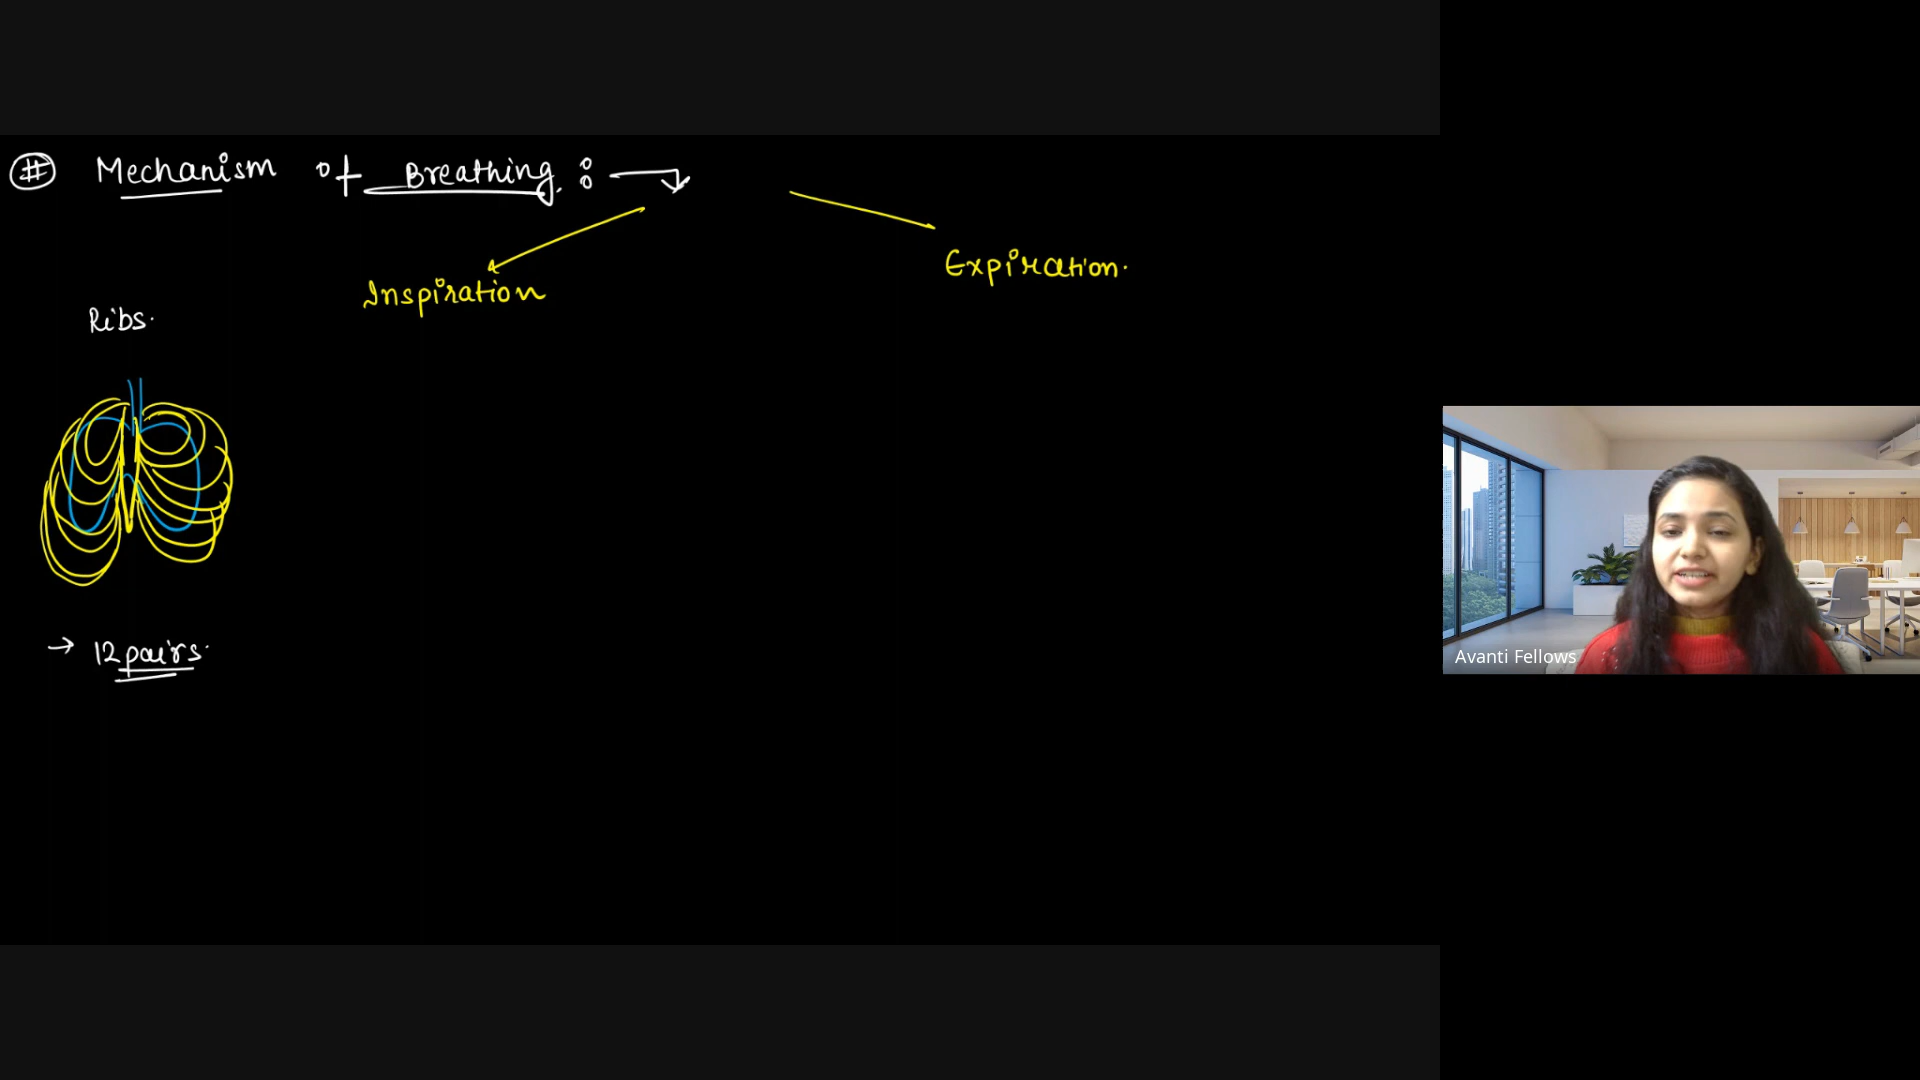 # Mechanism of Breathing :→
Inspiration
Expiration.
Ribs.
→ 12 pairs.
Avanti Fellows